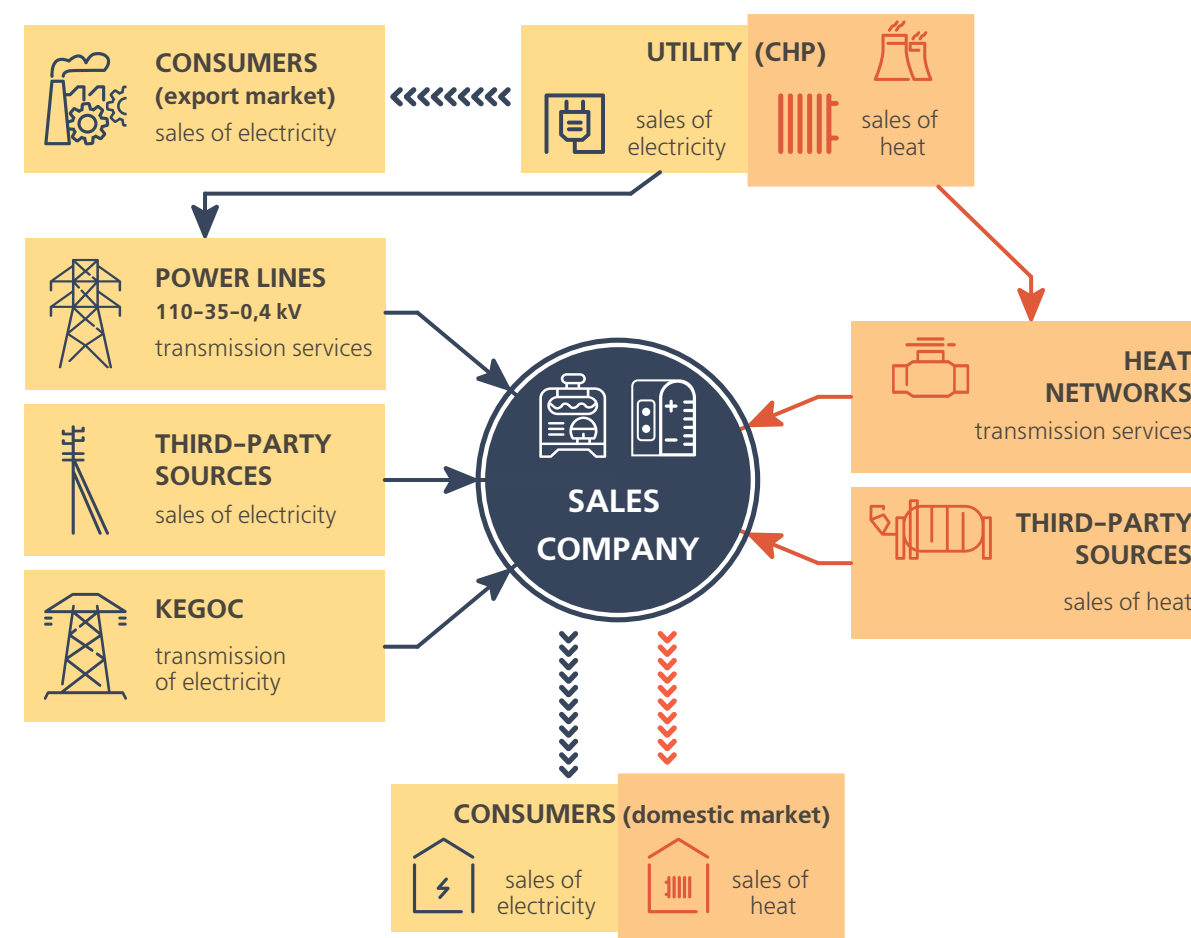 CONSUMERS
(export market)
sales of electricity
UTILITY (CHP)
sales of
electricity
sales of
heat
POWER LINES
110–35–0,4 kV
transmission services
THIRD–PARTY
SOURCES
sales of electricity
KEGOC
transmission
of electricity
SALES
COMPANY
HEAT
NETWORKS
transmission services
THIRD–PARTY
SOURCES
sales of heat
CONSUMERS (domestic market)
sales of
electricity
sales of
heat